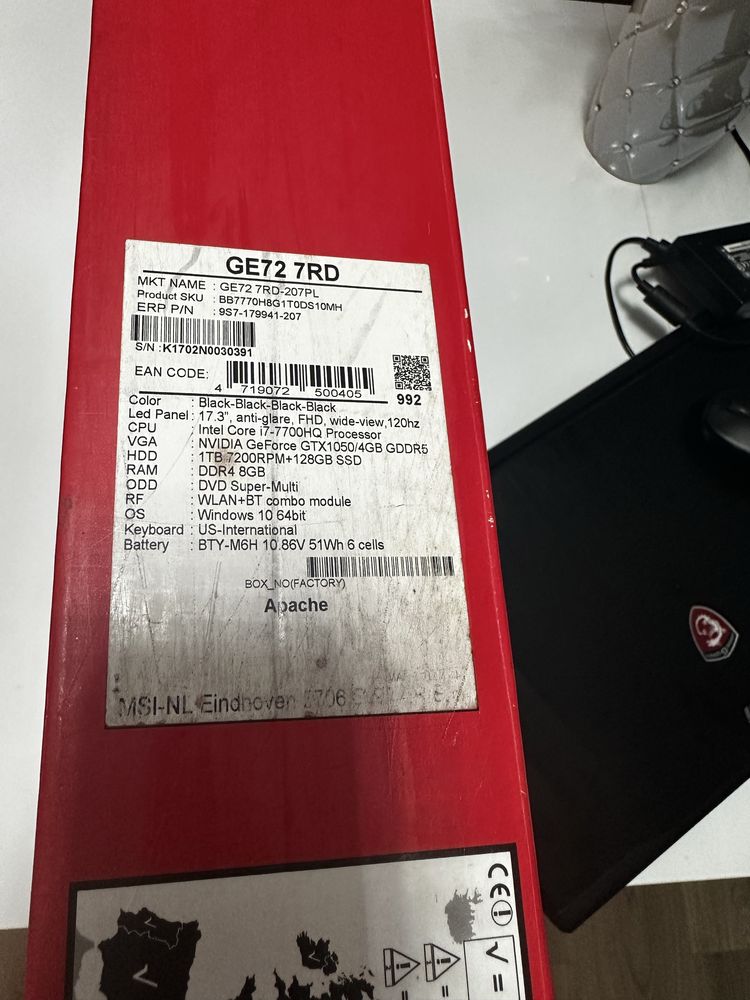 GE72 7RD
MKT NAME : GE72 7RD-207PL
Product SKU : BB7770H8G1T0DS10MH
ERP P/N : 9S7-179941-207
S/N :K1702N0030391
EAN CODE: 4 719072 500405
992
Color : Black-Black-Black-Black
Led Panel : 17.3", anti-glare, FHD, wide-view,120hz
CPU : Intel Core i7-7700HQ Processor
VGA : NVIDIA GeForce GTX1050/4GB GDDR5
HDD : 1TB 7200RPM+128GB SSD
RAM : DDR4 8GB
ODD : DVD Super-Multi
RF : WLAN+BT combo module
OS : Windows 10 64bit
Keyboard : US-International
Battery : BTY-M6H 10.86V 51Wh 6 cells
BOX_NO(FACTORY)
Apache
MSI-NL Eindhoven 5706
CE